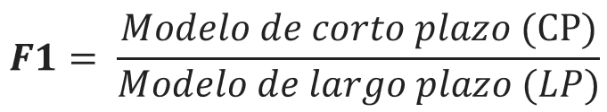 F1 = Modelo de corto plazo (CP)
Modelo de largo plazo (LP)